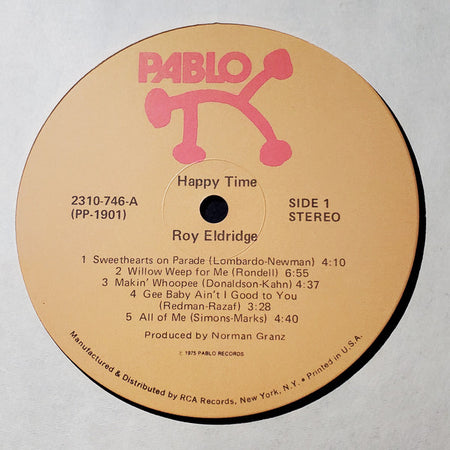 PABLO
Happy Time
2310-746-A
(PP-1901)
SIDE 1
STEREO
Roy Eldridge
1 Sweethearts on Parade (Lombardo-Newman) 4:10
2 Willow Weep for Me (Rondell) 6:55
3 Makin' Whoopee (Donaldson-Kahn) 4:37
4 Gee Baby Ain't I Good to You
(Redman-Razaf) 3:28
5 All of Me (Simons-Marks) 4:40
Produced by Norman Granz
℗ 1975 PABLO RECORDS
Manufactured & Distributed by RCA Records, New York, N.Y. • Printed in U.S.A.